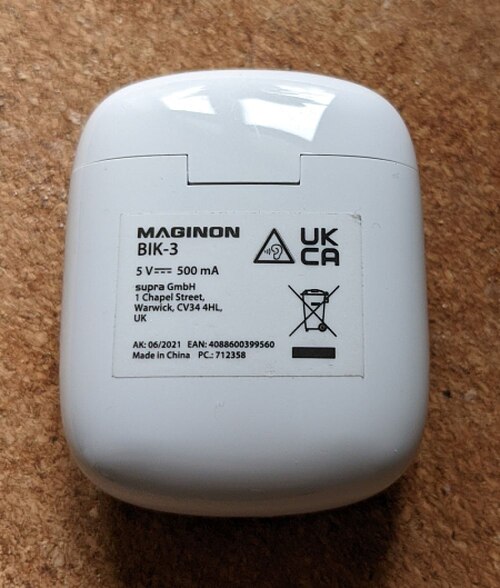 MAGINON
BIK-3
5 V⎓ 500 mA
supra GmbH
1 Chapel Street,
Warwick, CV34 4HL,
UK
AK: 06/2021 EAN: 4088600399560
Made in China PC.: 712358
UK
CA